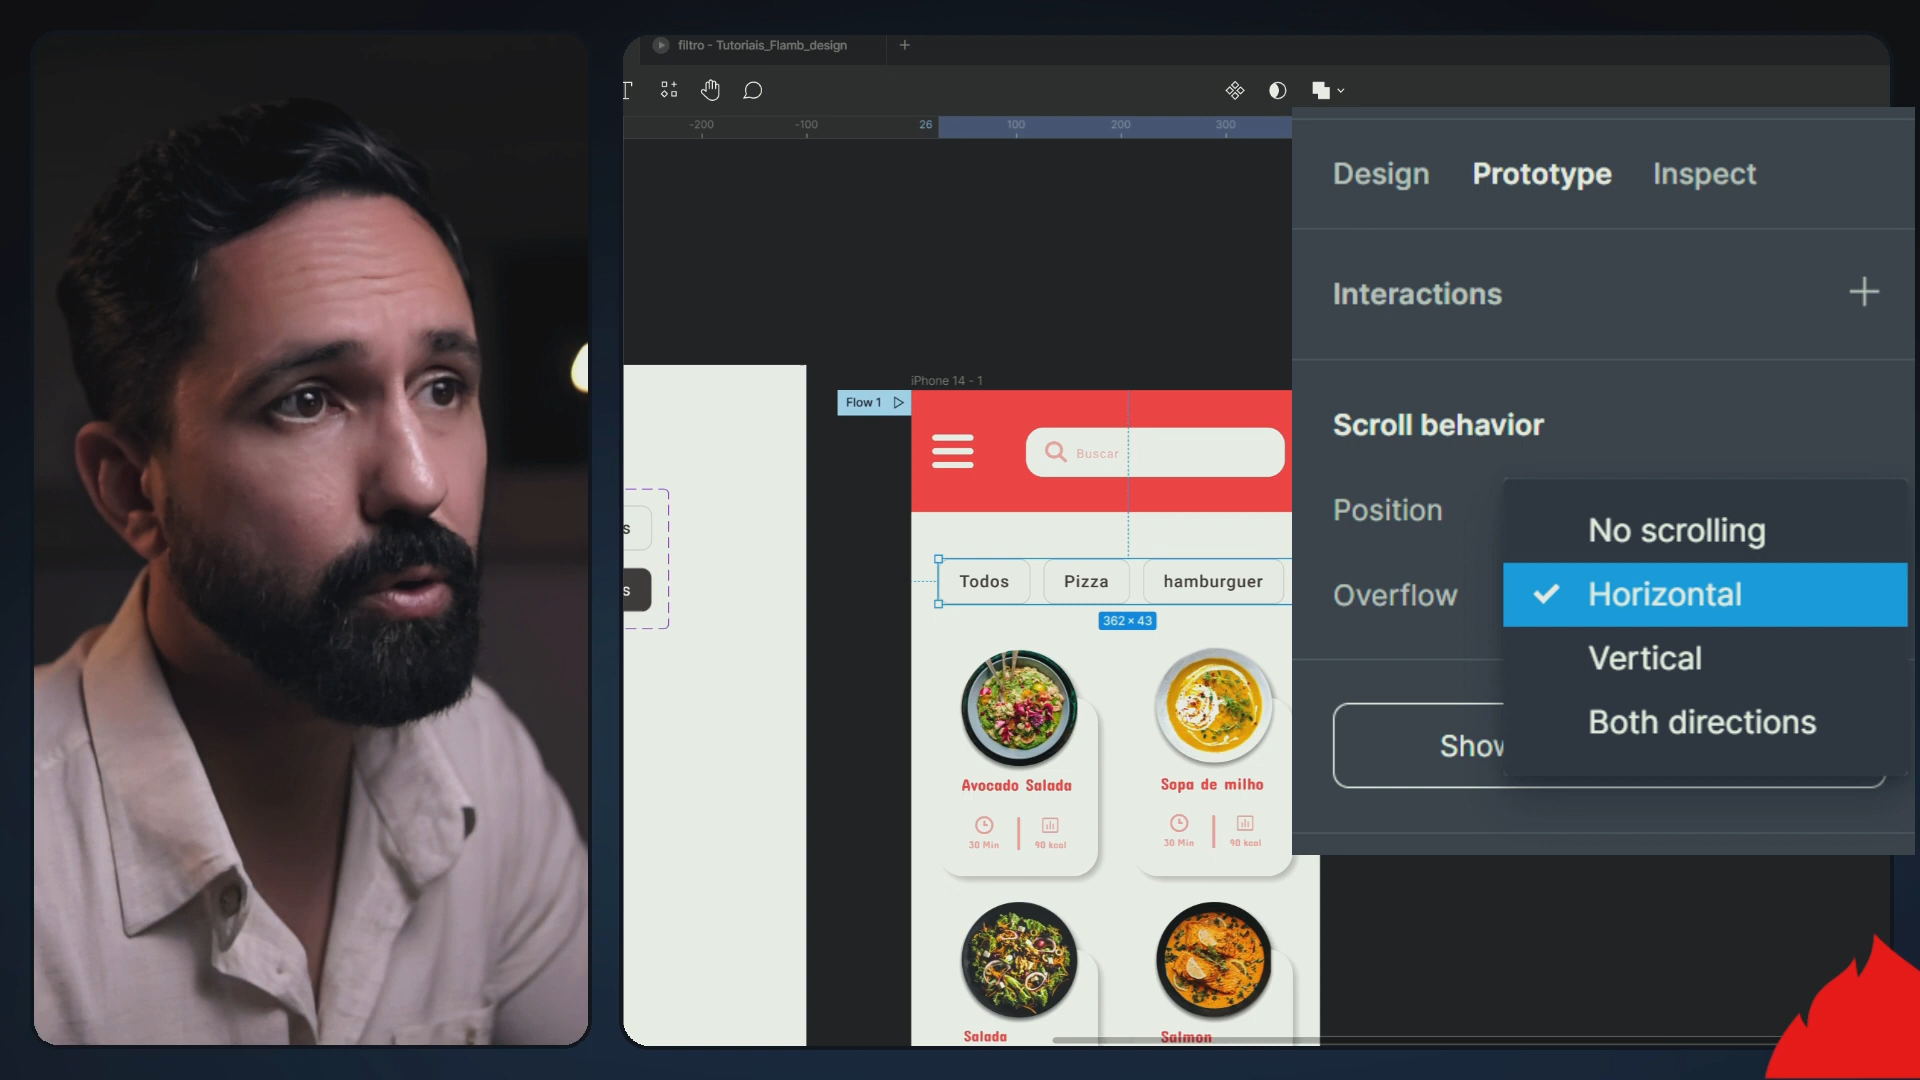 filtro - Tutoriais_Flamb_design
-200 -100 26 100 200 300
Design Prototype Inspect
Interactions
Scroll behavior
Position
Overflow
No scrolling
Horizontal
Vertical
Both directions
Show
iPhone 14 - 1
Flow 1
Buscar
s
s
Todos Pizza hamburguer
362 × 43
Avocado Salada
30 Min 90 kcal
Sopa de milho
30 Min 90 kcal
Salada
Salmon